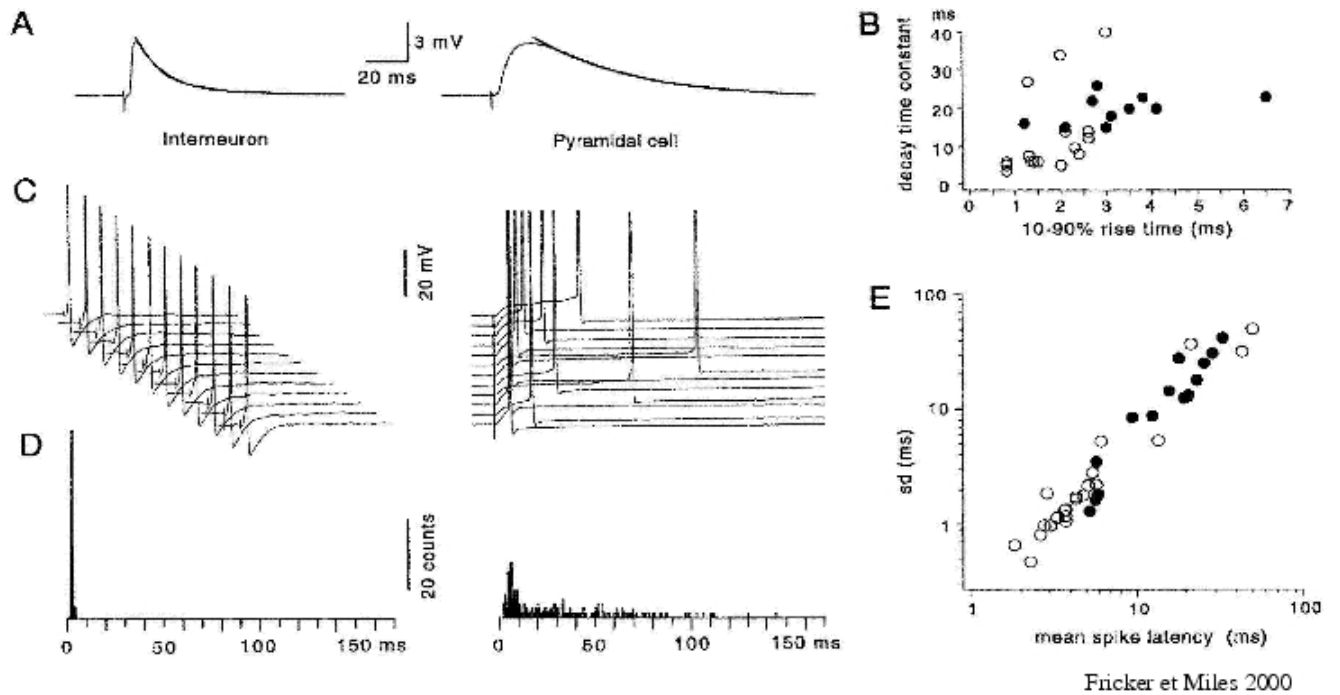 A
3 mV
20 ms
Interneuron
Pyramidal cell
B
ms
decay time constant
40
30
20
10
0
0 1 2 3 4 5 6 7
10-90% rise time (ms)
C
20 mV
D
20 counts
0 50 100 150 ms
0 50 100 150 ms
E
sd (ms)
100
10
1
1 10 100
mean spike latency (ms)
Fricker et Miles 2000